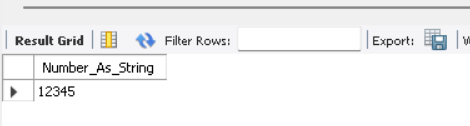 Result Grid Filter Rows: Export: W
Number_As_String
12345